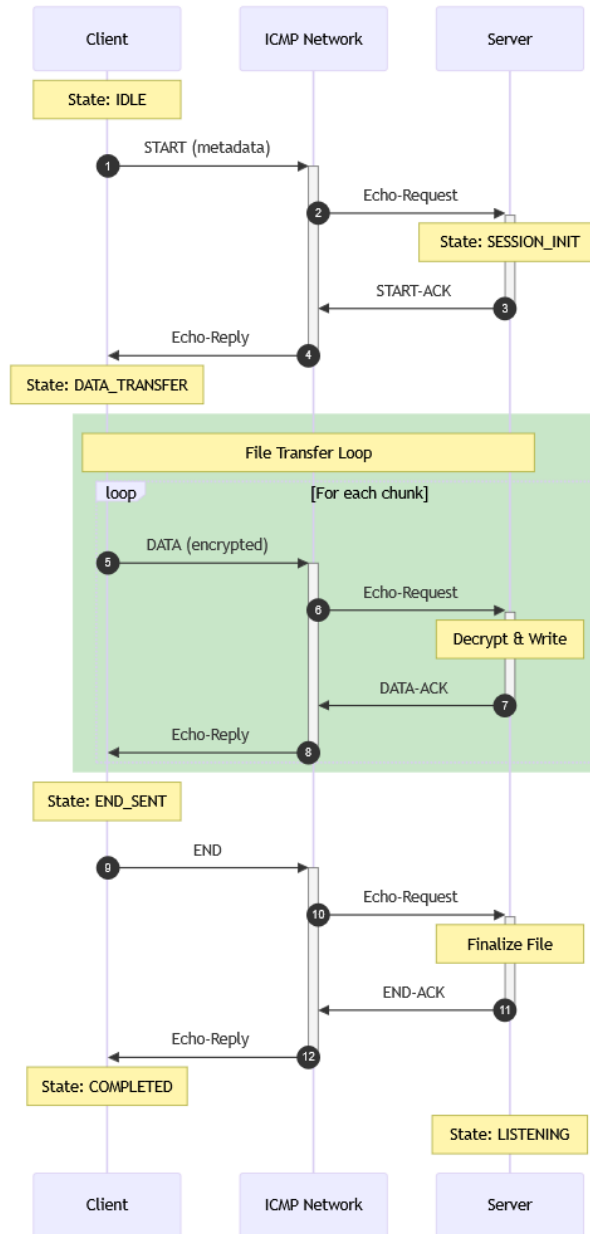 Client
ICMP Network
Server
State: IDLE
START (metadata)
1
Echo-Request
2
State: SESSION_INIT
START-ACK
3
Echo-Reply
4
State: DATA_TRANSFER
File Transfer Loop
loop
[For each chunk]
DATA (encrypted)
5
Echo-Request
6
Decrypt & Write
DATA-ACK
7
Echo-Reply
8
State: END_SENT
END
9
Echo-Request
10
Finalize File
END-ACK
11
Echo-Reply
12
State: COMPLETED
State: LISTENING
Client
ICMP Network
Server